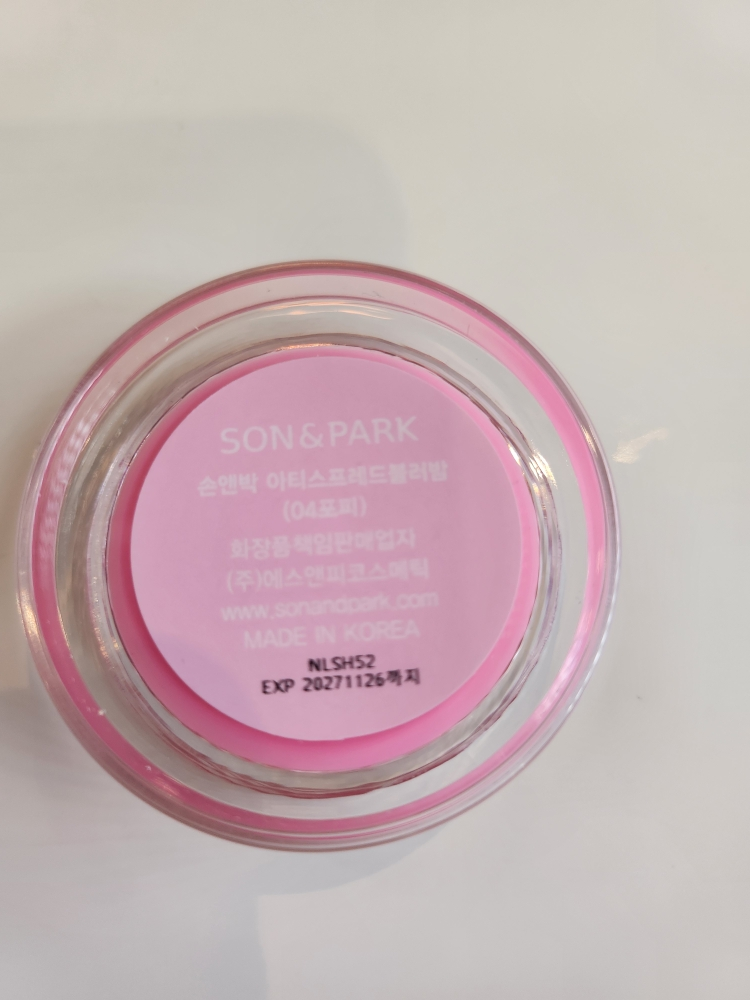 SON&PARK
손앤박 아티스프레드블러밤
(04포피)
화장품책임판매업자
(주)에스앤피코스메틱
www.sonandpark.com
MADE IN KOREA
NLSH52
EXP 20271126까지